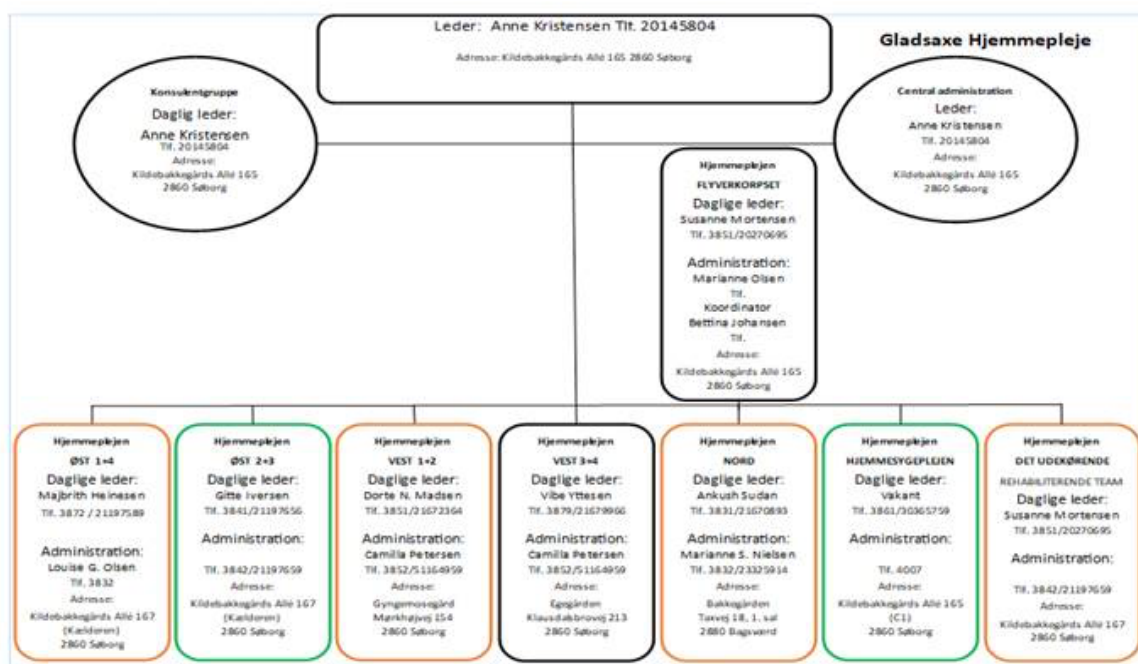 Leder: Anne Kristensen Tlf. 20145804
Adresse: Kildebakkegårds Allé 165 2860 Søborg
Gladsaxe Hjemmepleje
Konsulentgruppe
Daglig leder:
Anne Kristensen
Tlf. 20145804
Adresse:
Kildebakkegårds Allé 165
2860 Søborg
Central administration
Leder:
Anne Kristensen
Tlf. 20145804
Adresse:
Kildebakkegårds Allé 165
2860 Søborg
Hjemmeplejen
FLYVERKORPSET
Daglige leder:
Susanne Mortensen
Tlf. 3851/20270695
Administration:
Marianne Olsen
Tlf.
Koordinator
Bettina Johansen
Tlf.
Adresse:
Kildebakkegårds Allé 165
2860 Søborg
Hjemmeplejen
ØST 1+4
Daglige leder:
Majbrith Heinesen
Tlf. 3872 / 21197589
Administration:
Louise G. Olsen
Tlf. 3832
Adresse:
Kildebakkegårds Allé 167
(Kælderen)
2860 Søborg
Hjemmeplejen
ØST 2+3
Daglige leder:
Gitte Iversen
Tlf. 3841/21197656
Administration:
Tlf. 3842/21197659
Adresse:
Kildebakkegårds Allé 167
(Kælderen)
2860 Søborg
Hjemmeplejen
VEST 1+2
Daglige leder:
Dorte N. Madsen
Tlf. 3851/21672364
Administration:
Camilla Petersen
Tlf. 3852/51164959
Adresse:
Gyngemosegård
Mørkhøjvej 154
2860 Søborg
Hjemmeplejen
VEST 3+4
Daglige leder:
Vibe Yttesen
Tlf. 3879/21679966
Administration:
Camilla Petersen
Tlf. 3852/51164959
Adresse:
Egegården
Klausdalsbrovej 213
2860 Søborg
Hjemmeplejen
NORD
Daglige leder:
Ankush Sudan
Tlf. 3831/21670893
Administration:
Marianne S. Nielsen
Tlf. 3832/23325914
Adresse:
Bakkegården
Taxvej 18, 1. sal
2880 Bagsværd
Hjemmeplejen
HJEMMESYGEPLEJEN
Daglige leder:
Vakant
Tlf. 3861/30365759
Administration:
Tlf. 4007
Adresse:
Kildebakkegårds Allé 165
(C1)
2860 Søborg
Hjemmeplejen
DET UDEKØRENDE
REHABILITERENDE TEAM
Daglige leder:
Susanne Mortensen
Tlf. 3851/20270695
Administration:
Tlf. 3842/21197659
Adresse:
Kildebakkegårds Allé 167
2860 Søborg